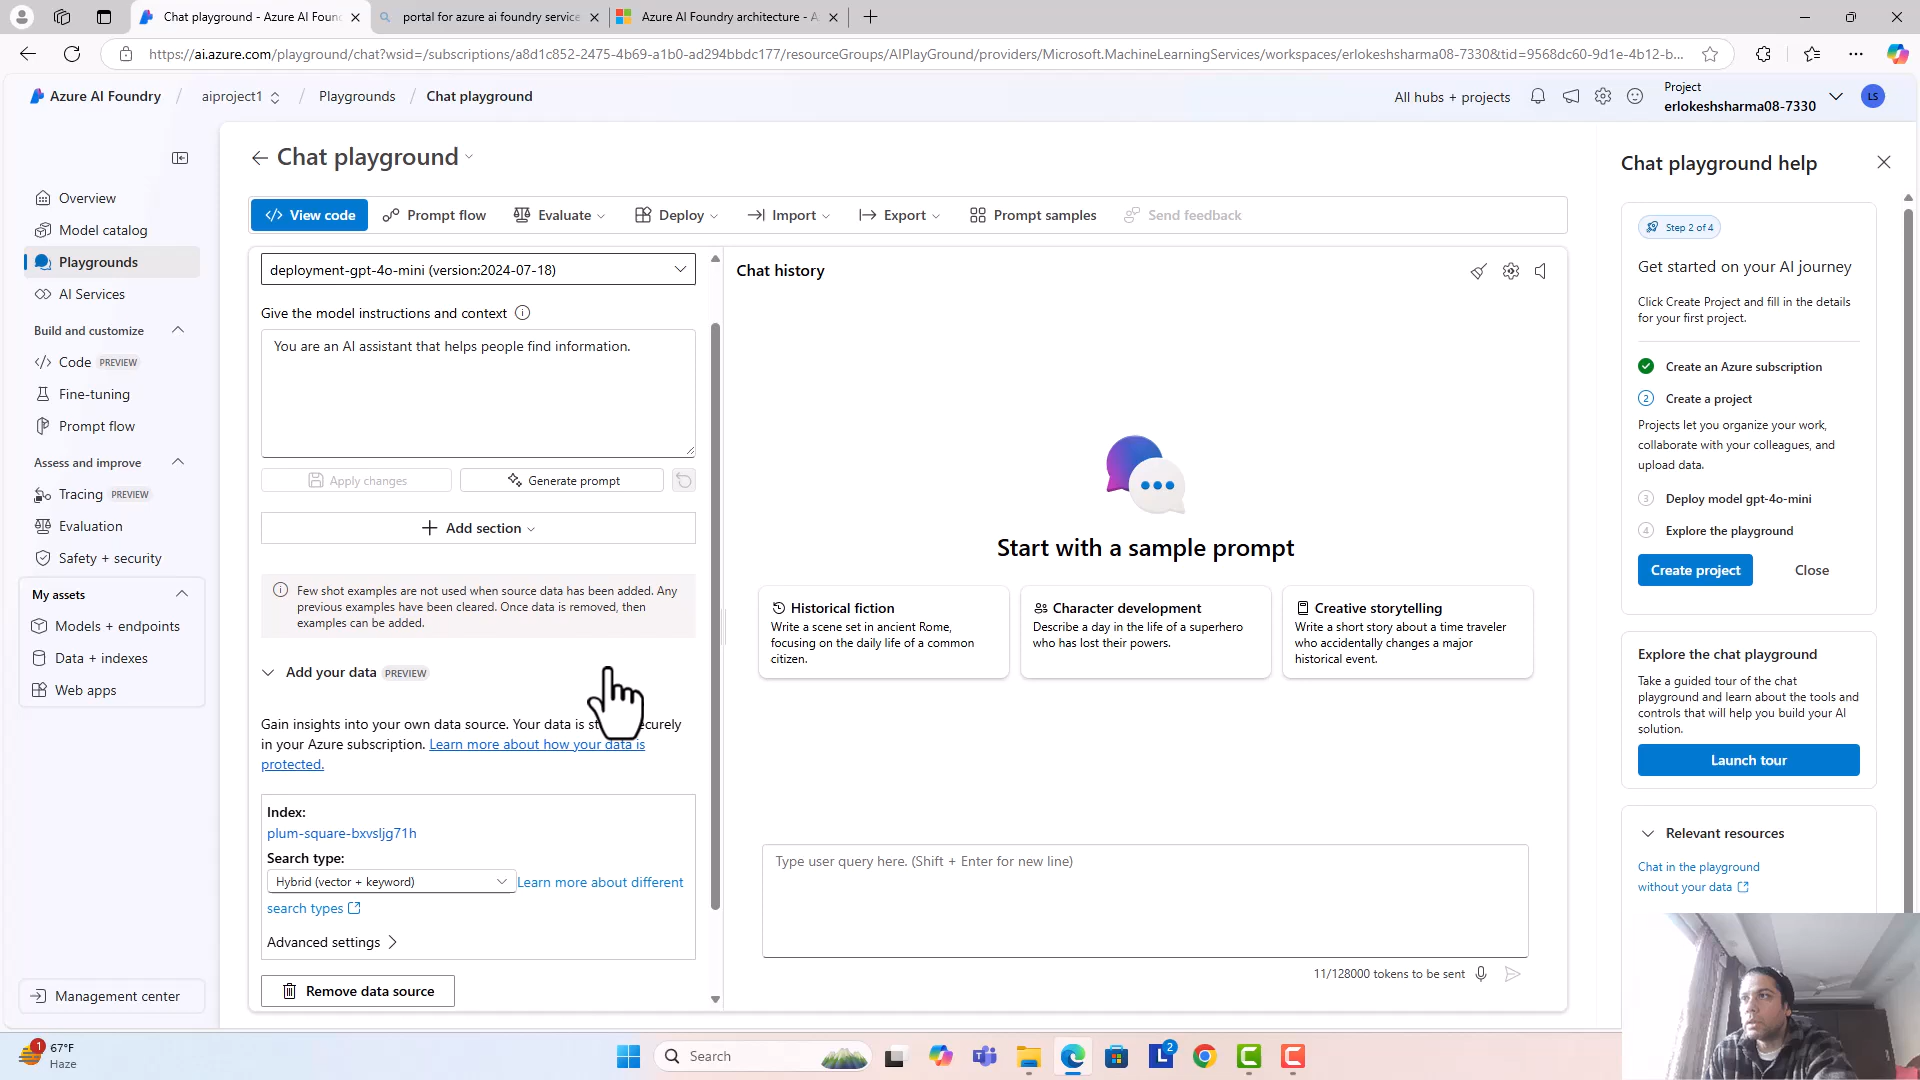 Chat playground - Azure AI Foun
portal for azure ai foundry service
Azure AI Foundry architecture - A
https://ai.azure.com/playground/chat?wsid=/subscriptions/a8d1c852-2475-4b69-a1b0-ad294bbdc177/resourceGroups/AIPlayGround/providers/Microsoft.MachineLearningServices/workspaces/erlokeshsharma08-7330&tid=9568dc60-9d1e-4b12-b...
Azure AI Foundry / aiproject1 / Playgrounds / Chat playground
All hubs + projects
Project
erlokeshsharma08-7330
LS
Overview
Model catalog
Playgrounds
AI Services
Build and customize
Code PREVIEW
Fine-tuning
Prompt flow
Assess and improve
Tracing PREVIEW
Evaluation
Safety + security
My assets
Models + endpoints
Data + indexes
Web apps
Management center
Chat playground
View code
Prompt flow
Evaluate
Deploy
Import
Export
Prompt samples
Send feedback
deployment-gpt-4o-mini (version:2024-07-18)
Give the model instructions and context
You are an AI assistant that helps people find information.
Apply changes
Generate prompt
Add section
Few shot examples are not used when source data has been added. Any
previous examples have been cleared. Once data is removed, then
examples can be added.
Add your data PREVIEW
Gain insights into your own data source. Your data is st curely
in your Azure subscription. Learn more about how your data is
protected.
Index:
plum-square-bxvsljg71h
Search type:
Hybrid (vector + keyword)
Learn more about different
search types
Advanced settings
Remove data source
Chat history
Start with a sample prompt
Historical fiction
Write a scene set in ancient Rome,
focusing on the daily life of a common
citizen.
Character development
Describe a day in the life of a superhero
who has lost their powers.
Creative storytelling
Write a short story about a time traveler
who accidentally changes a major
historical event.
Type user query here. (Shift + Enter for new line)
11/128000 tokens to be sent
Chat playground help
Step 2 of 4
Get started on your AI journey
Click Create Project and fill in the details
for your first project.
Create an Azure subscription
2 Create a project
Projects let you organize your work,
collaborate with your colleagues, and
upload data.
3 Deploy model gpt-4o-mini
4 Explore the playground
Create project
Close
Explore the chat playground
Take a guided tour of the chat
playground and learn about the tools and
controls that will help you build your AI
solution.
Launch tour
Relevant resources
Chat in the playground
without your data
1
67°F
Haze
Search
L
2